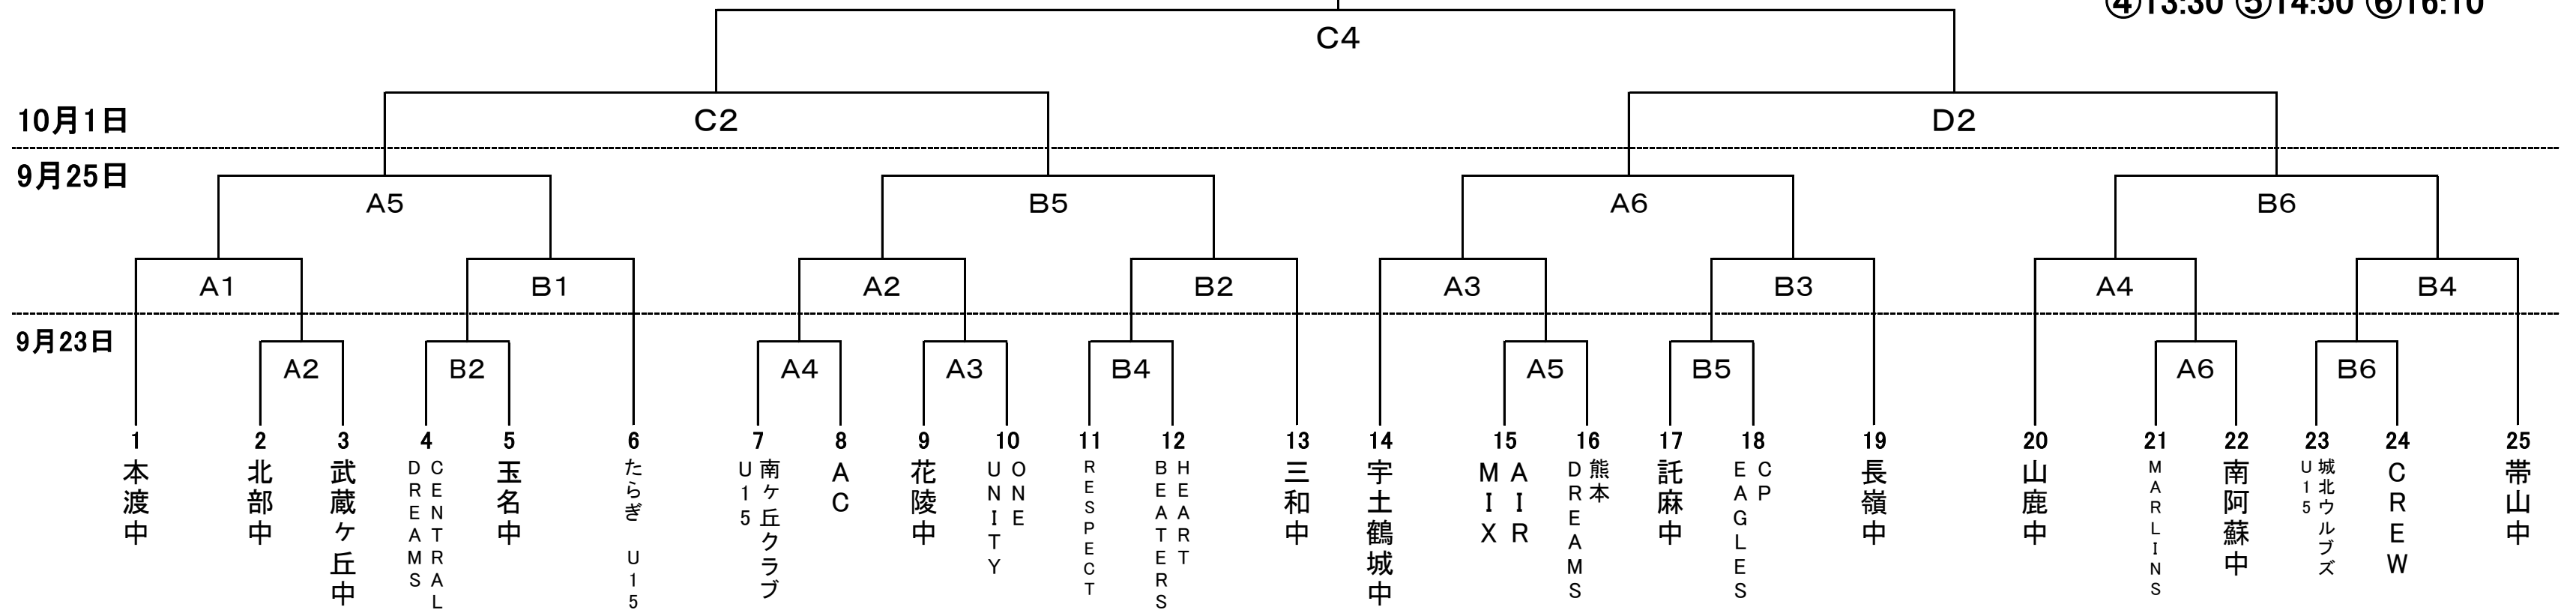 ④13:30 ⑤14:50 ⑥16:10
C4
10月1日
C2
D2
9月25日
A5
B5
A6
B6
A1
B1
A2
B2
A3
B3
A4
B4
9月23日
A2
B2
A4
A3
B4
A5
B5
A6
B6
1
本渡中
2
北部中
3
武蔵ヶ丘中
4
CENTRAL
DREAMS
5
玉名中
6
たらぎ U15
7
南ヶ丘クラブ
U15
8
AC
9
花陵中
10
ONE
UNITY
11
RESPECT
12
HEART
BEATERS
13
三和中
14
宇土鶴城中
15
AIR
MIX
16
熊本
DREAMS
17
託麻中
18
CP
EAGLES
19
長嶺中
20
山鹿中
21
MARLINS
22
南阿蘇中
23
城北ウルブズ
U15
24
CREW
25
帯山中